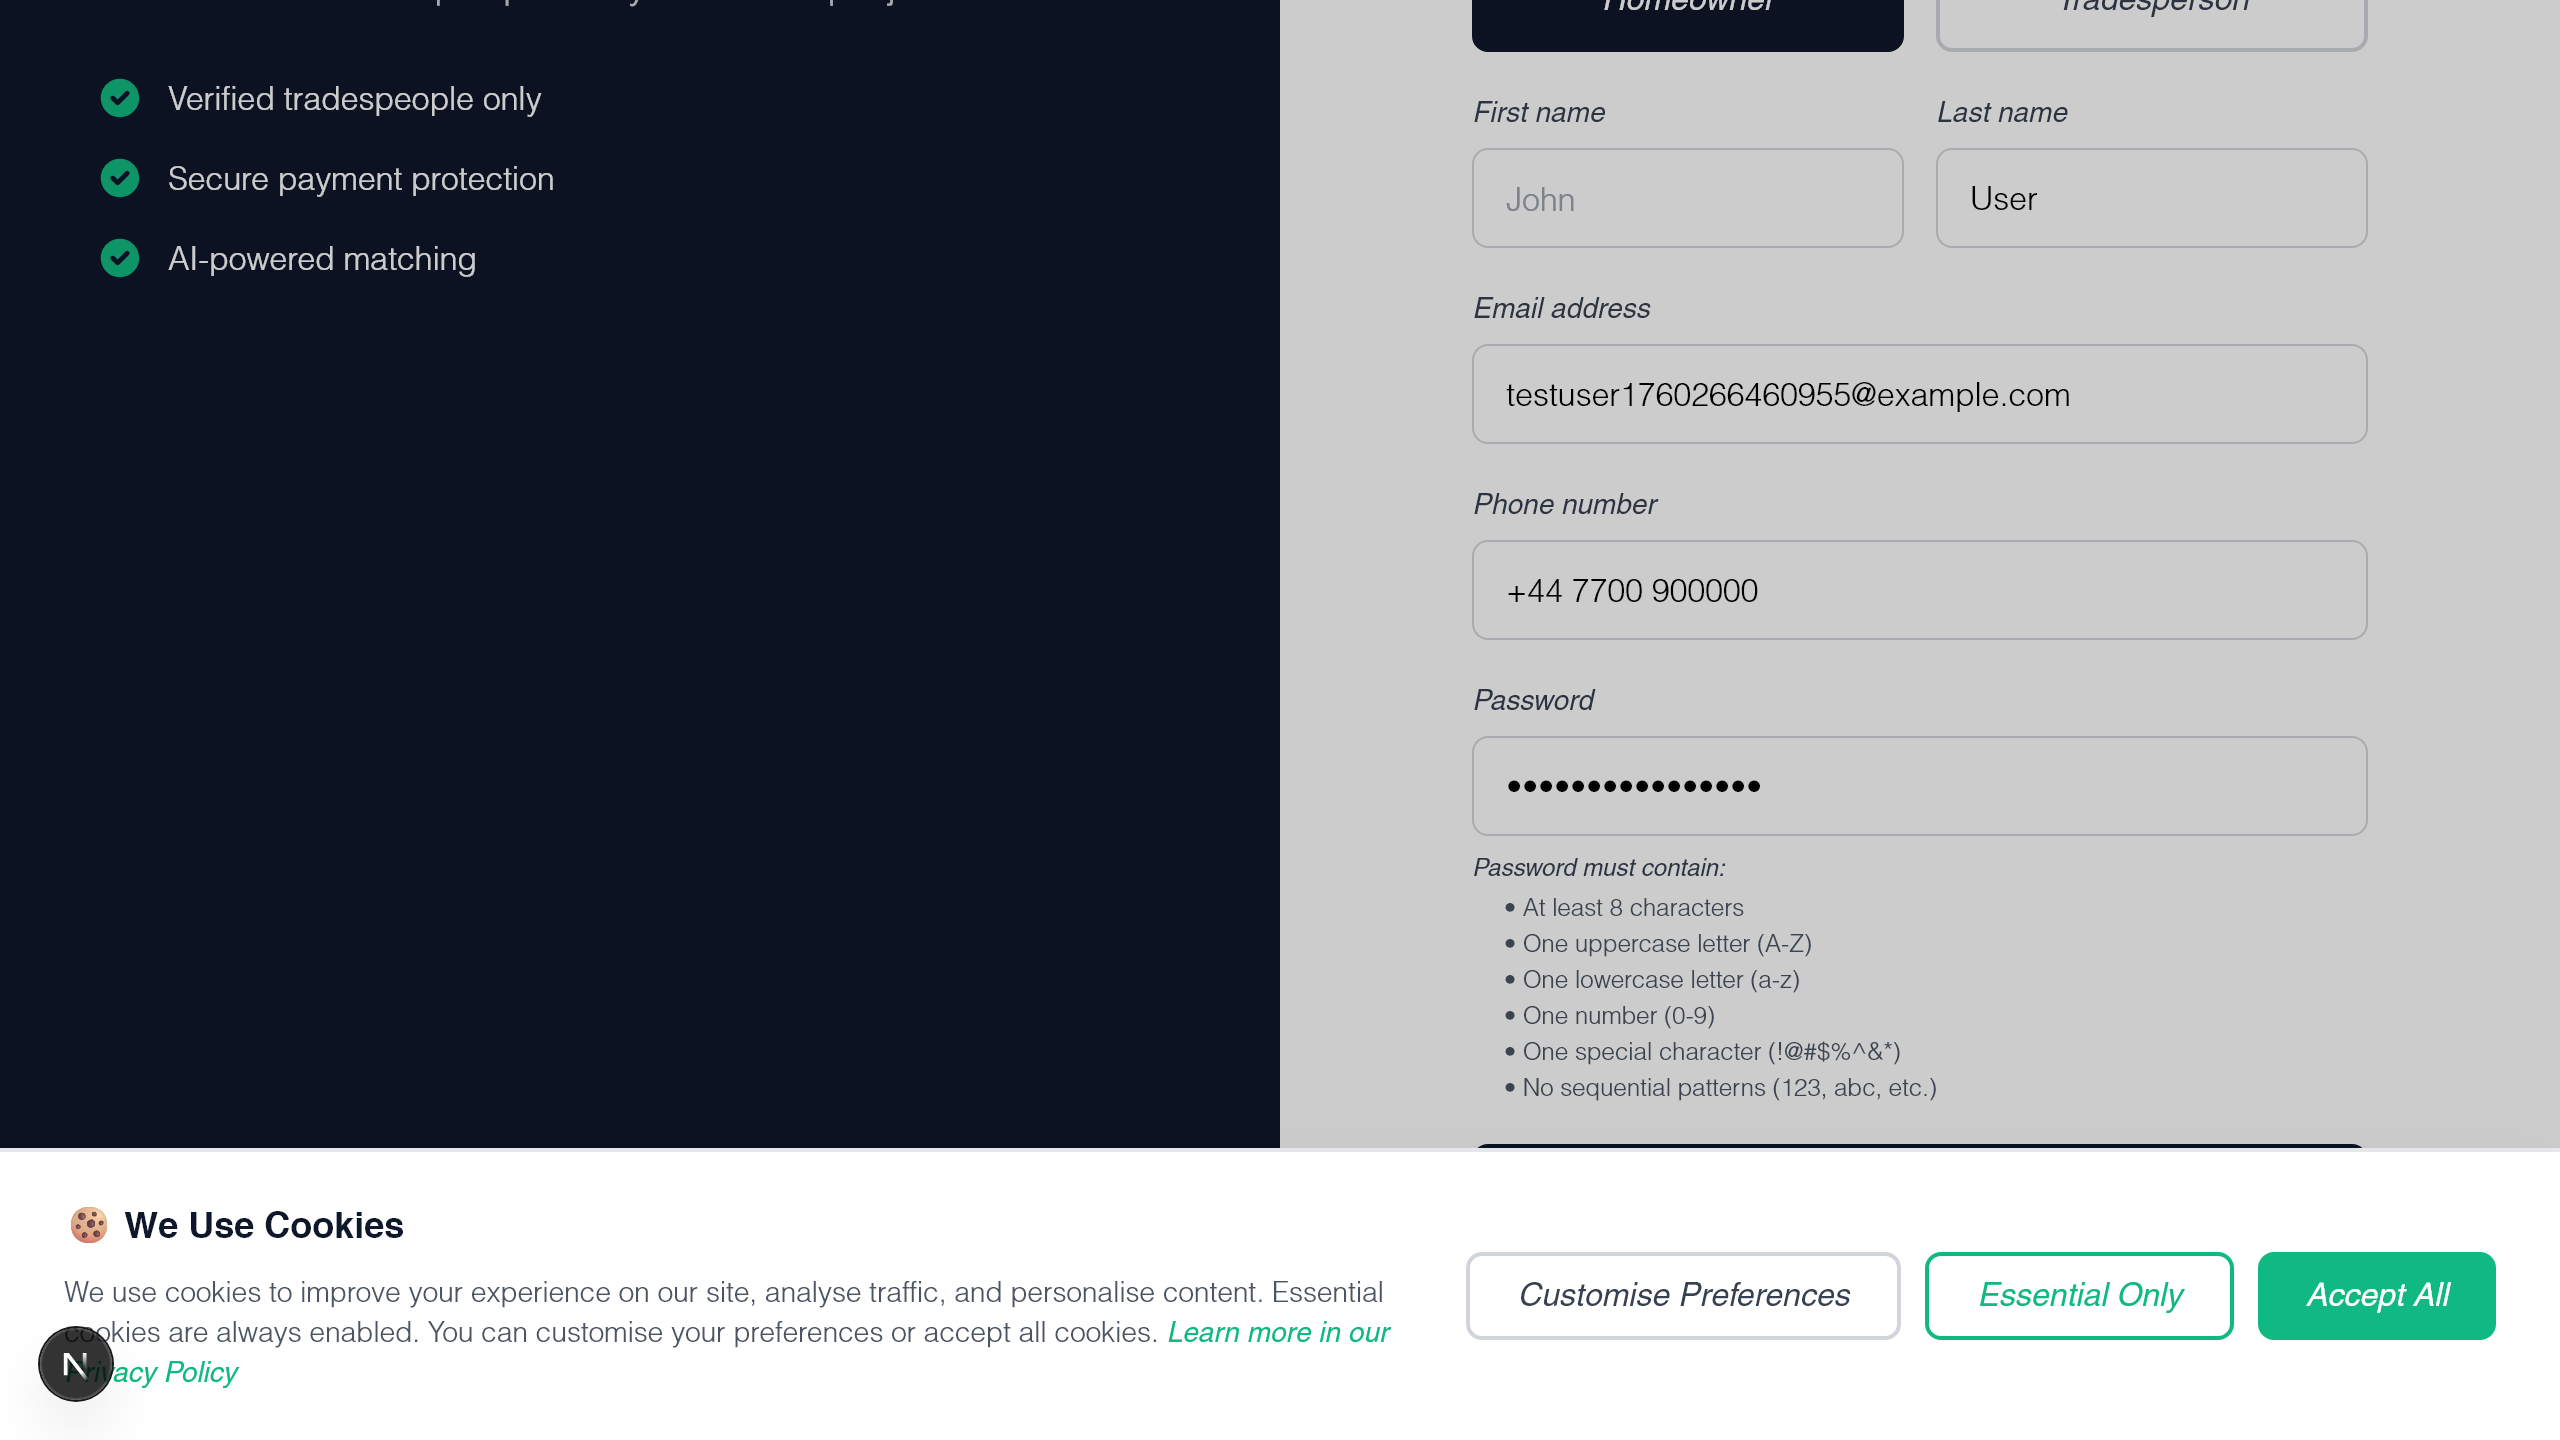 Homeowner
Tradesperson
Verified tradespeople only
Secure payment protection
AI-powered matching
First name
Last name
John
User
Email address
testuser1760266460955@example.com
Phone number
+44 7700 900000
Password
••••••••••••••••
Password must contain:
• At least 8 characters
• One uppercase letter (A-Z)
• One lowercase letter (a-z)
• One number (0-9)
• One special character (!@#$%^&*)
• No sequential patterns (123, abc, etc.)
🍪 We Use Cookies
We use cookies to improve your experience on our site, analyse traffic, and personalise content. Essential
cookies are always enabled. You can customise your preferences or accept all cookies. Learn more in our
Privacy Policy
N
Customise Preferences
Essential Only
Accept All